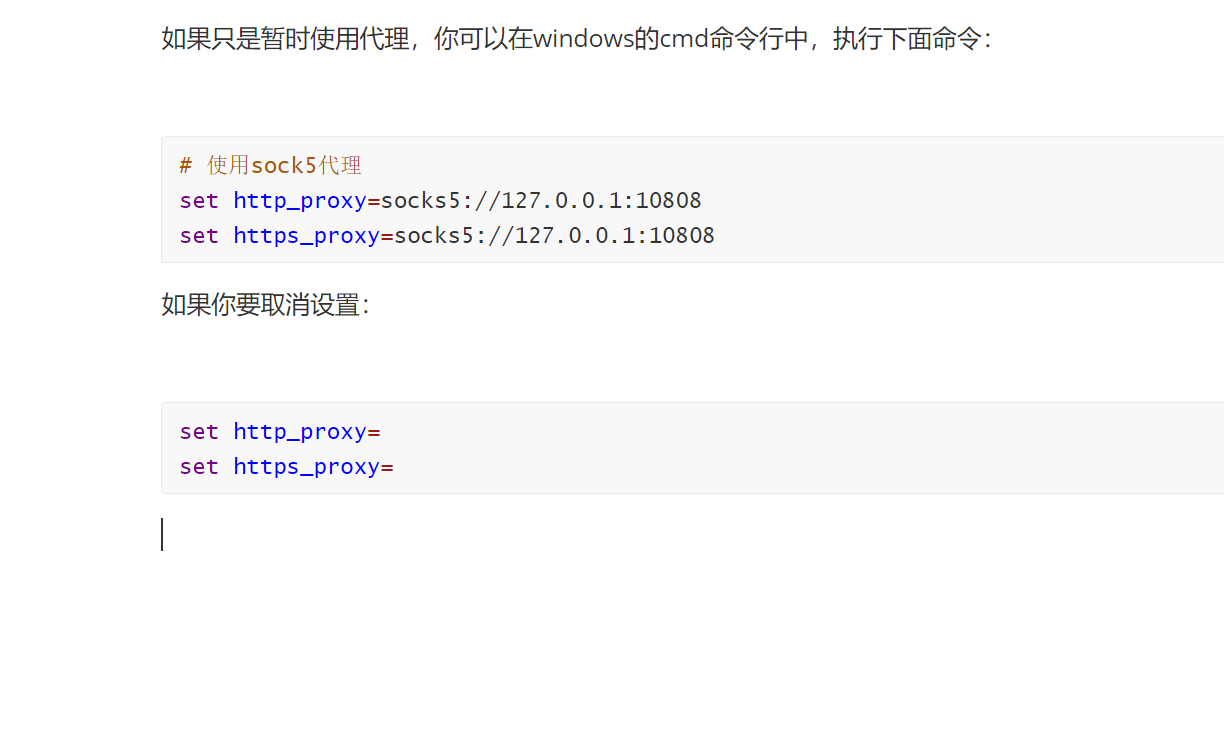 如果只是暂时使用代理，你可以在windows的cmd命令行中，执行下面命令：
# 使用sock5代理
set http_proxy=socks5://127.0.0.1:10808
set https_proxy=socks5://127.0.0.1:10808
如果你要取消设置：
set http_proxy=
set https_proxy=